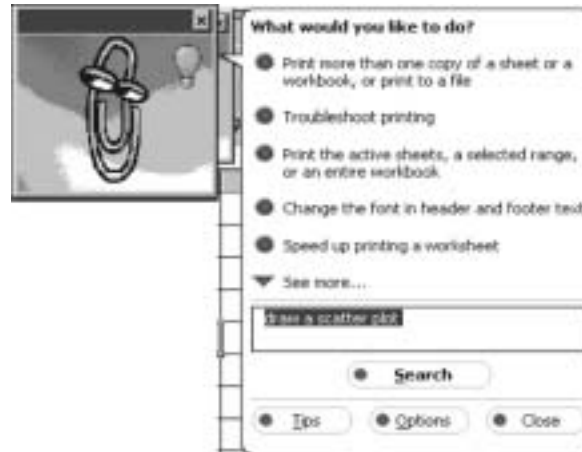 What would you like to do?
Print more than one copy of a sheet or a
workbook, or print to a file
Troubleshoot printing
Print the active sheets, a selected range,
or an entire workbook
Change the font in header and footer text
Speed up printing a worksheet
See more...
draw a scatter plot
Search
Tips
Options
Close